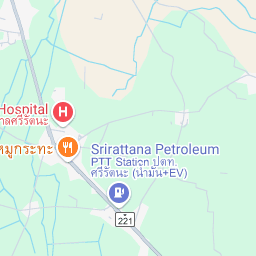 Hospital
าลศรีรัตนะ
หมูกระทะ
Srirattana Petroleum
PTT Station ปตท.
ศรีรัตนะ (น้ำมัน+EV)
221